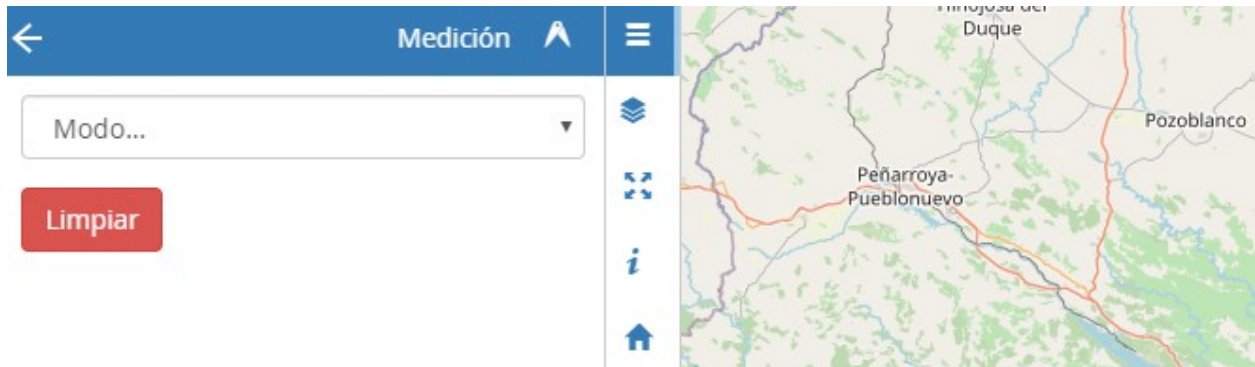 Medición
Modo...
Limpiar
Duque
Pozoblanco
Peñarroya-
Pueblonuevo